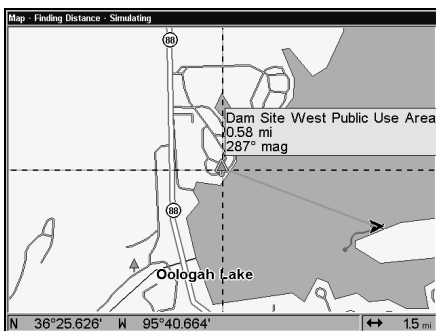 Map - Finding Distance - Simulating
88
Dam Site West Public Use Area
0.58 mi
287° mag
88
Oologah Lake
N 36°25.626' W 95°40.664' ↔ 1.5 mi